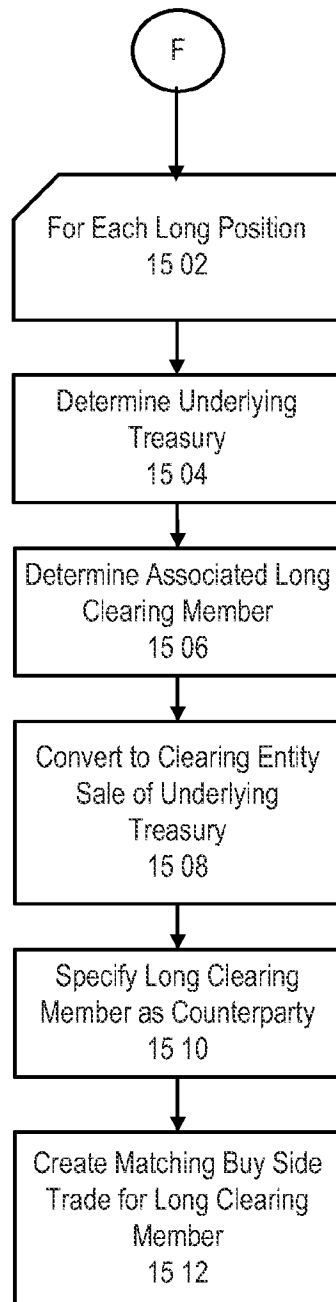 F
For Each Long Position
15 02
Determine Underlying
Treasury
15 04
Determine Associated Long
Clearing Member
15 06
Convert to Clearing Entity
Sale of Underlying
Treasury
15 08
Specify Long Clearing
Member as Counterparty
15 10
Create Matching Buy Side
Trade for Long Clearing
Member
15 12